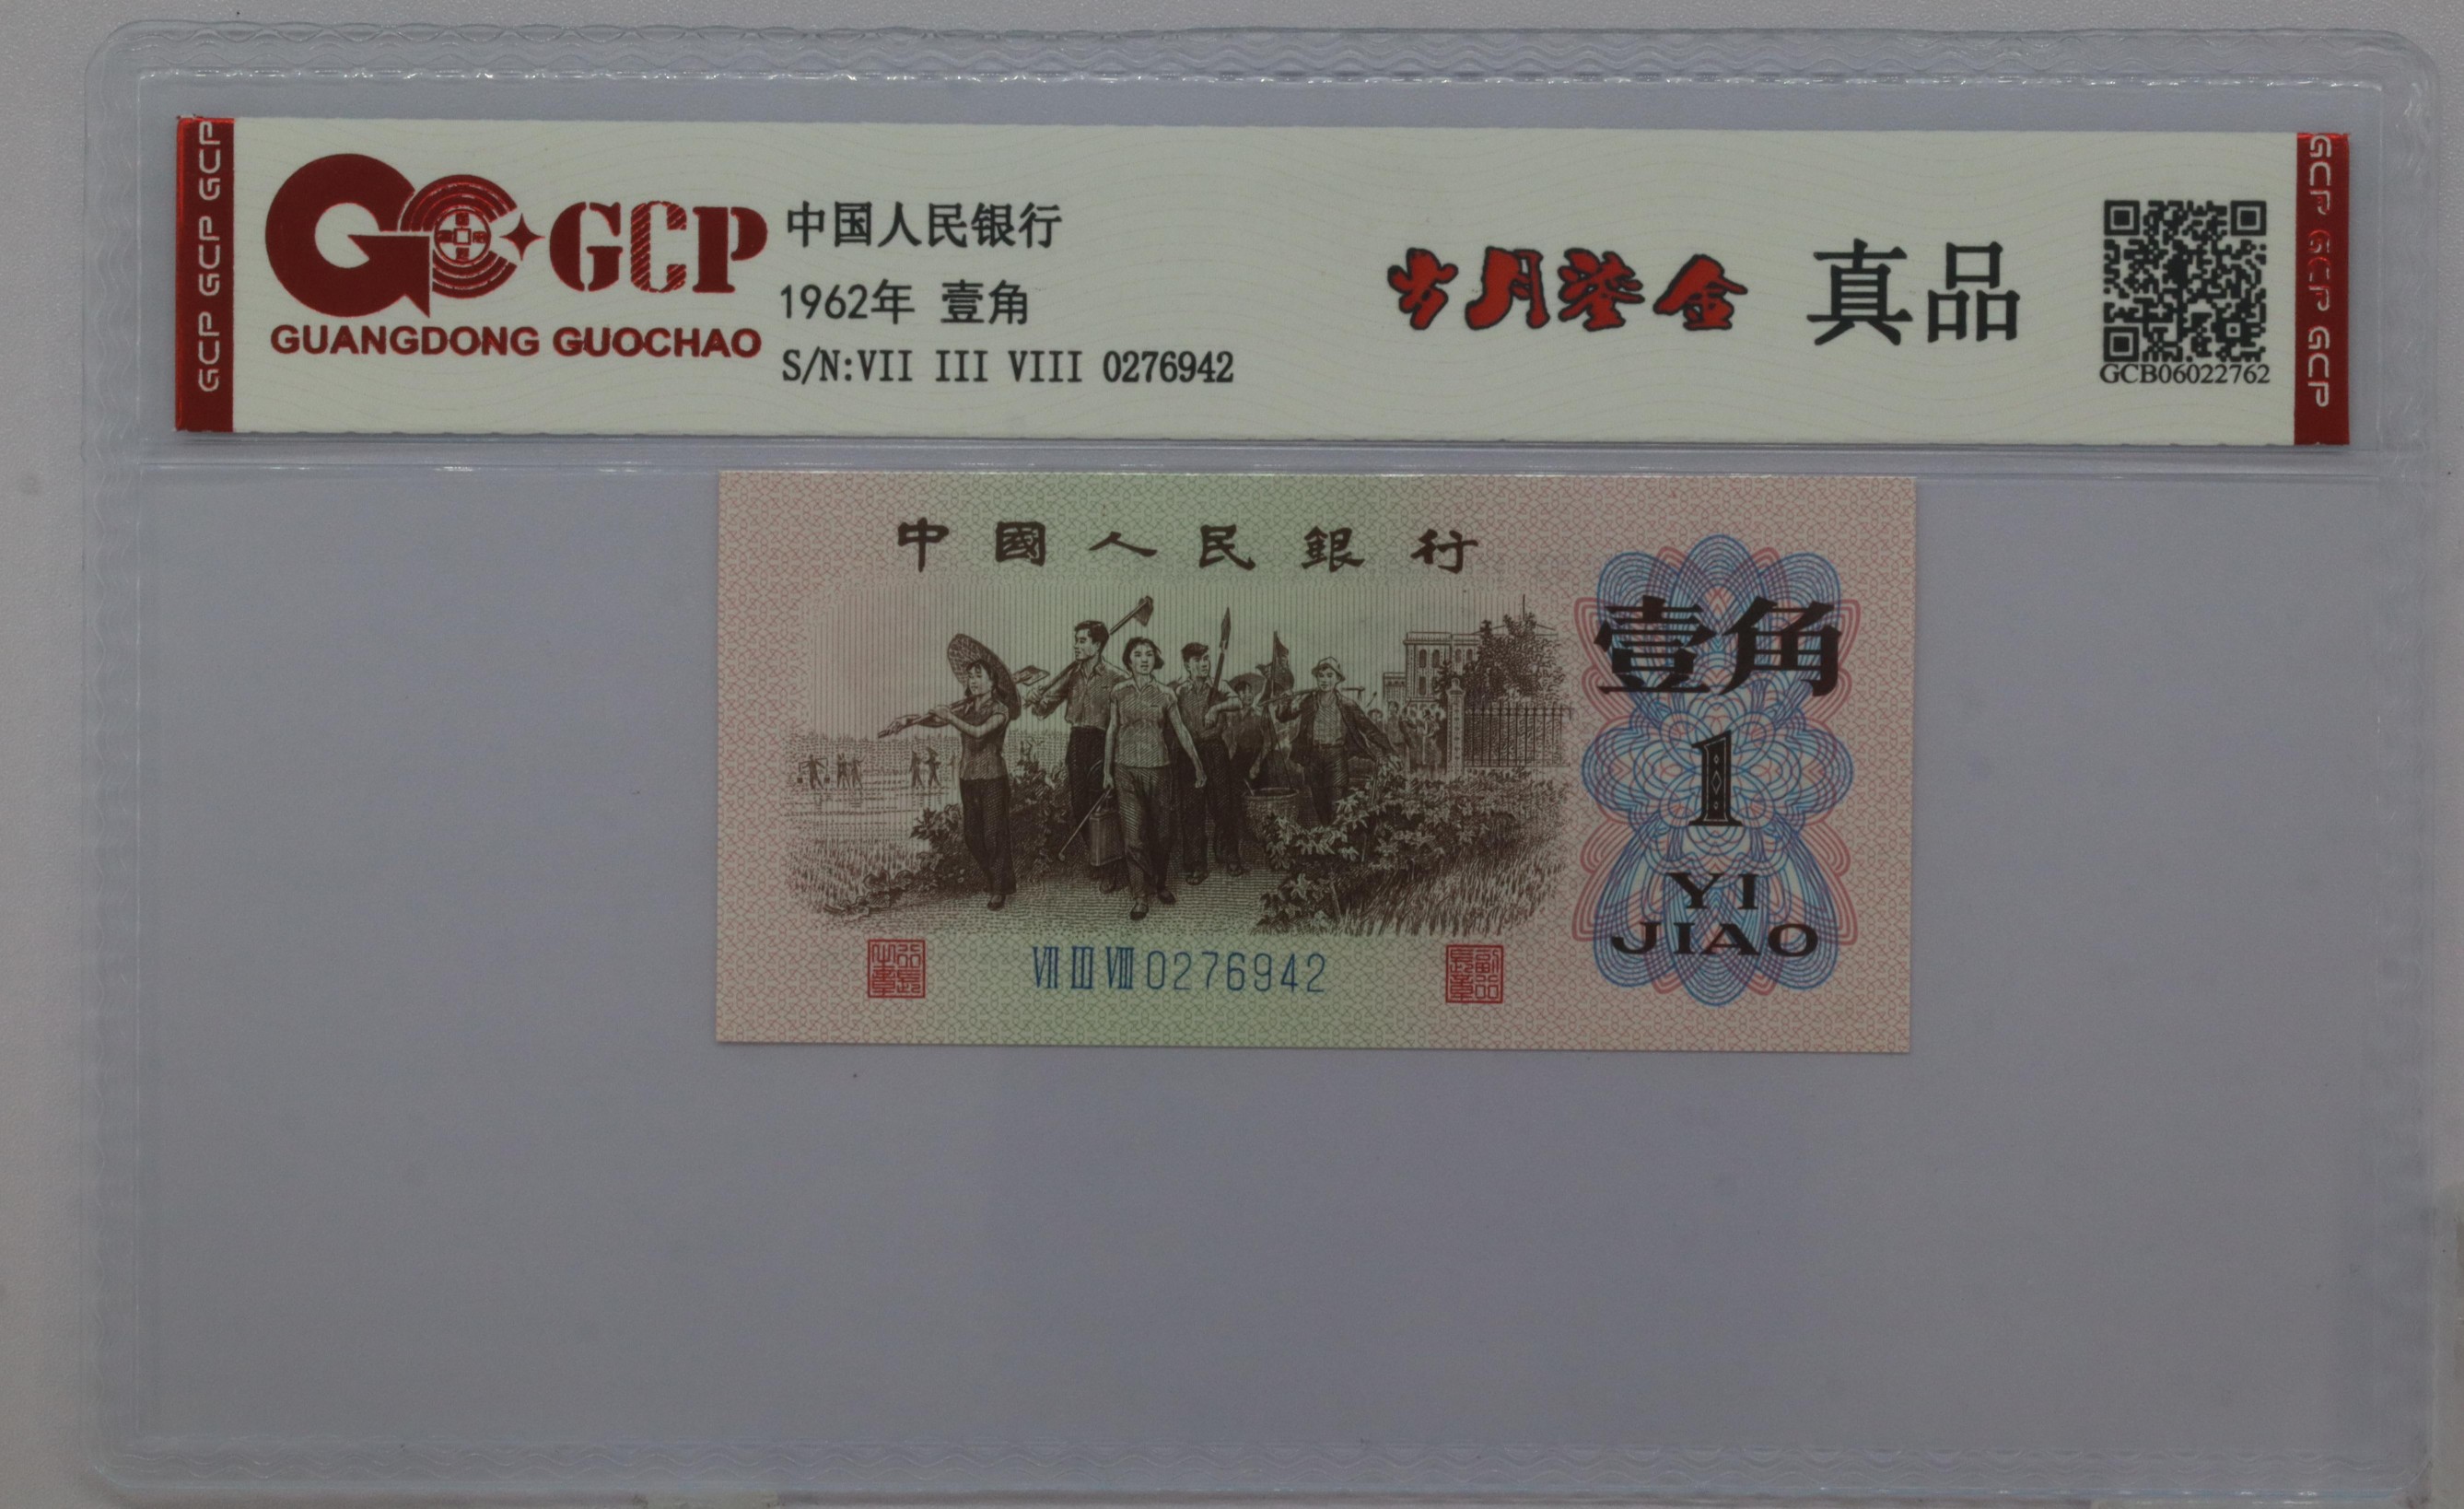 GCP GCP GCP
GCP
GUANGDONG GUOCHAO
中国人民银行
1962年 壹角
S/N:VII III VIII 0276942
岁月鎏金 真品
GCB06022762
GCP GCP GCP
中國人民銀行
壹角
1
YI
JIAO
VII III VIII 0276942